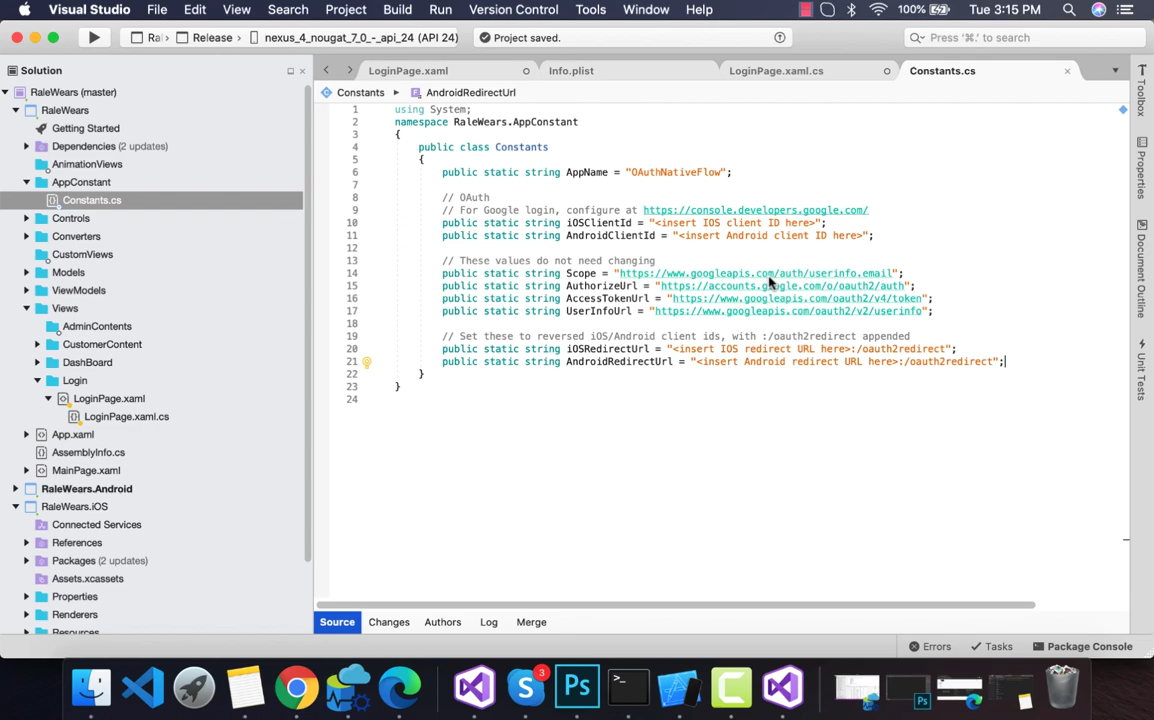 Visual Studio File Edit View Search Project Build Run Version Control Tools Window Help 100% Tue 3:15 PM
Ral › Release › nexus_4_nougat_7_0_-_api_24 (API 24) Project saved. Press '⌘.' to search
Solution
LoginPage.xaml Info.plist LoginPage.xaml.cs Constants.cs
Constants AndroidRedirectUrl
RaleWears (master)
RaleWears
Getting Started
Dependencies (2 updates)
AnimationViews
AppConstant
Constants.cs
Controls
Converters
CustomViews
Models
ViewModels
Views
AdminContents
CustomerContent
DashBoard
Login
LoginPage.xaml
LoginPage.xaml.cs
App.xaml
AssemblyInfo.cs
MainPage.xaml
RaleWears.Android
RaleWears.iOS
Connected Services
References
Packages (2 updates)
Assets.xcassets
Properties
Renderers
Resources
1 using System;
2 namespace RaleWears.AppConstant
3 {
4 public class Constants
5 {
6 public static string AppName = "OAuthNativeFlow";
7
8 // OAuth
9 // For Google login, configure at https://console.developers.google.com/
10 public static string iOSClientId = "<insert IOS client ID here>";
11 public static string AndroidClientId = "<insert Android client ID here>";
12
13 // These values do not need changing
14 public static string Scope = "https://www.googleapis.com/auth/userinfo.email";
15 public static string AuthorizeUrl = "https://accounts.google.com/o/oauth2/auth";
16 public static string AccessTokenUrl = "https://www.googleapis.com/oauth2/v4/token";
17 public static string UserInfoUrl = "https://www.googleapis.com/oauth2/v2/userinfo";
18
19 // Set these to reversed iOS/Android client ids, with :/oauth2redirect appended
20 public static string iOSRedirectUrl = "<insert IOS redirect URL here>:/oauth2redirect";
21 public static string AndroidRedirectUrl = "<insert Android redirect URL here>:/oauth2redirect";
22 }
23 }
24
Toolbox
Properties
Document Outline
Unit Tests
Source Changes Authors Log Merge
Errors Tasks Package Console
3
Ps
>_
Ps